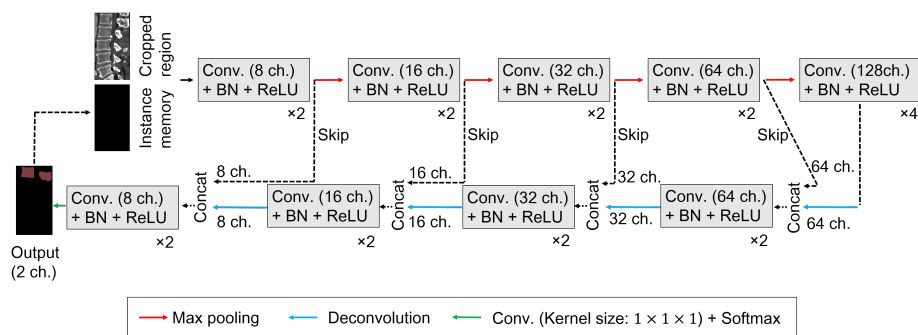 Cropped
region
Instance
memory
Conv. (8 ch.)
+ BN + ReLU
×2
Conv. (16 ch.)
+ BN + ReLU
×2
Conv. (32 ch.)
+ BN + ReLU
×2
Conv. (64 ch.)
+ BN + ReLU
×2
Conv. (128ch.)
+ BN + ReLU
×4
Skip
Skip
Skip
Skip
8 ch.
16 ch.
32 ch.
64 ch.
Output
(2 ch.)
Conv. (8 ch.)
+ BN + ReLU
×2
Concat
8 ch.
Conv. (16 ch.)
+ BN + ReLU
×2
Concat
16 ch.
Conv. (32 ch.)
+ BN + ReLU
×2
Concat
32 ch.
Conv. (64 ch.)
+ BN + ReLU
×2
Concat
64 ch.
Max pooling
Deconvolution
Conv. (Kernel size: 1 × 1 × 1) + Softmax